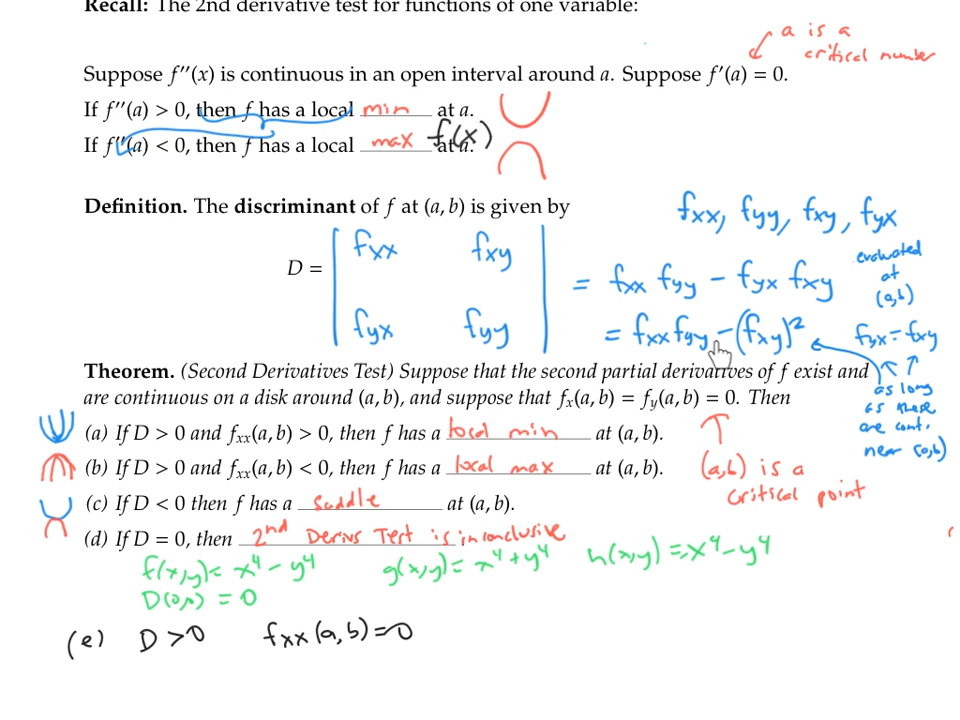 Recall: The 2nd derivative test for functions of one variable:
a is a
critical number
Suppose f''(x) is continuous in an open interval around a. Suppose f'(a) = 0.
If f''(a) > 0, then f has a local min at a.
If f''(a) < 0, then f has a local max at a.
f(x)
Definition. The discriminant of f at (a, b) is given by
fxx, fyy, fxy, fyx
evaluated
at
(a,b)
D = | fxx fxy
fyx fyy | = fxx fyy - fyx fxy
= fxx fyy - (fxy)²
fyx = fxy
as long
as these
are cont.
near (a,b)
Theorem. (Second Derivatives Test) Suppose that the second partial derivatives of f exist and
are continuous on a disk around (a, b), and suppose that fx(a, b) = fy(a, b) = 0. Then
(a) If D > 0 and fxx(a, b) > 0, then f has a local min at (a, b).
(b) If D > 0 and fxx(a, b) < 0, then f has a local max at (a, b).
(a,b) is a
critical point
(c) If D < 0 then f has a saddle at (a, b).
(d) If D = 0, then 2nd Derivs Test is inconclusive
f(x,y) = x⁴ - y⁴ g(x,y) = x⁴ + y⁴ h(x,y) = x⁴ - y⁴
D(0,0) = 0
(e) D > 0 fxx(a,b) = 0